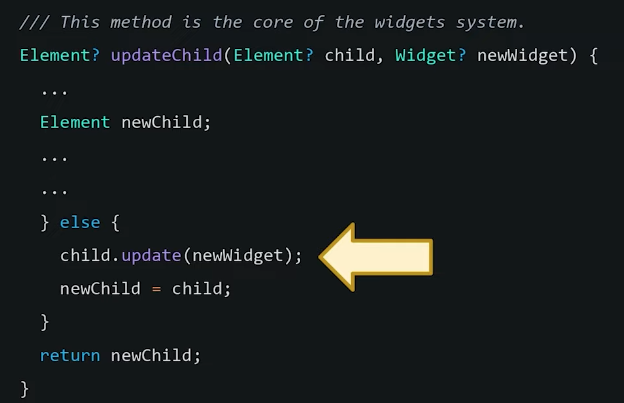 /// This method is the core of the widgets system.
Element? updateChild(Element? child, Widget? newWidget) {
...
Element newChild;
...
...
} else {
child.update(newWidget);
newChild = child;
}
return newChild;
}